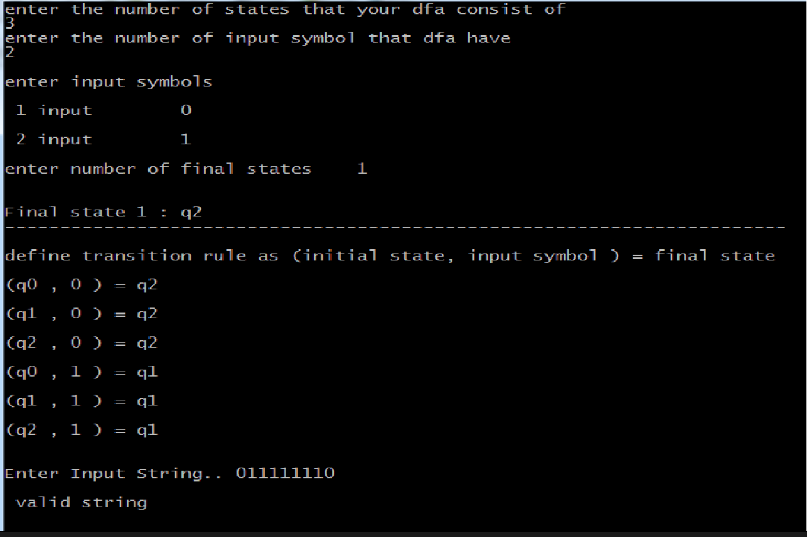 enter the number of states that your dfa consist of
3
enter the number of input symbol that dfa have
2
enter input symbols
1 input 0
2 input 1
enter number of final states 1
Final state 1 : q2
--------------------------------------------------------------------------------
define transition rule as (initial state, input symbol ) = final state
(q0 , 0 ) = q2
(q1 , 0 ) = q2
(q2 , 0 ) = q2
(q0 , 1 ) = q1
(q1 , 1 ) = q1
(q2 , 1 ) = q1
Enter Input String.. 011111110
valid string